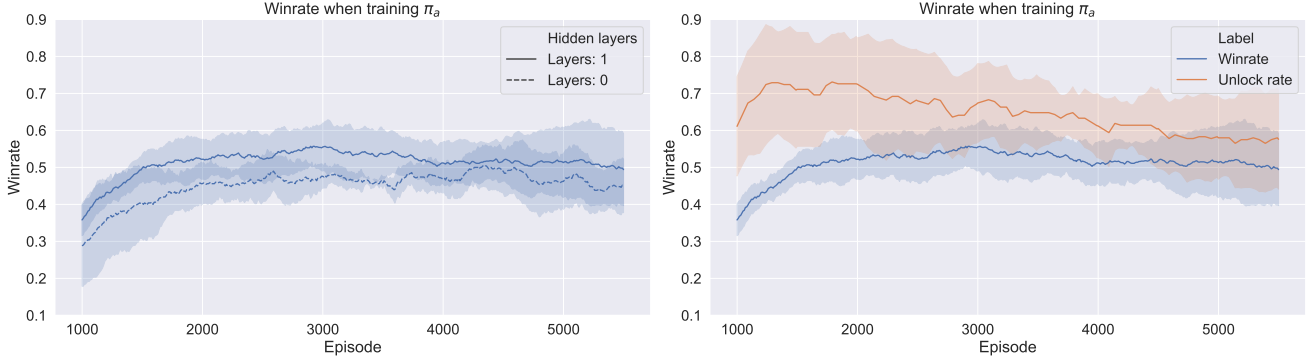 Winrate when training πₐ
Winrate
0.9
0.8
0.7
0.6
0.5
0.4
0.3
0.2
0.1
Hidden layers
Layers: 1
Layers: 0
1000 2000 3000 4000 5000
Episode
Winrate when training πₐ
Winrate
0.9
0.8
0.7
0.6
0.5
0.4
0.3
0.2
0.1
Label
Winrate
Unlock rate
1000 2000 3000 4000 5000
Episode